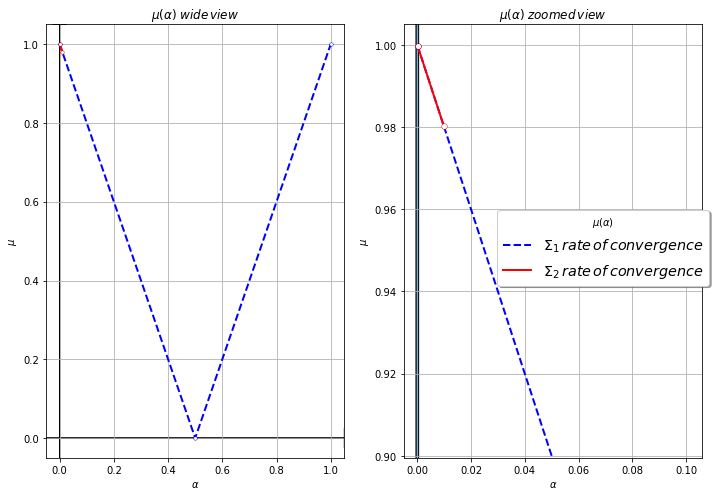 μ(α) wide view
1.0
0.8
0.6
0.4
0.2
0.0
μ
0.0 0.2 0.4 0.6 0.8 1.0
α
μ(α) zoomed view
1.00
0.98
0.96
0.94
0.92
0.90
μ
0.00 0.02 0.04 0.06 0.08 0.10
α
μ(α)
Σ₁ rate of convergence
Σ₂ rate of convergence